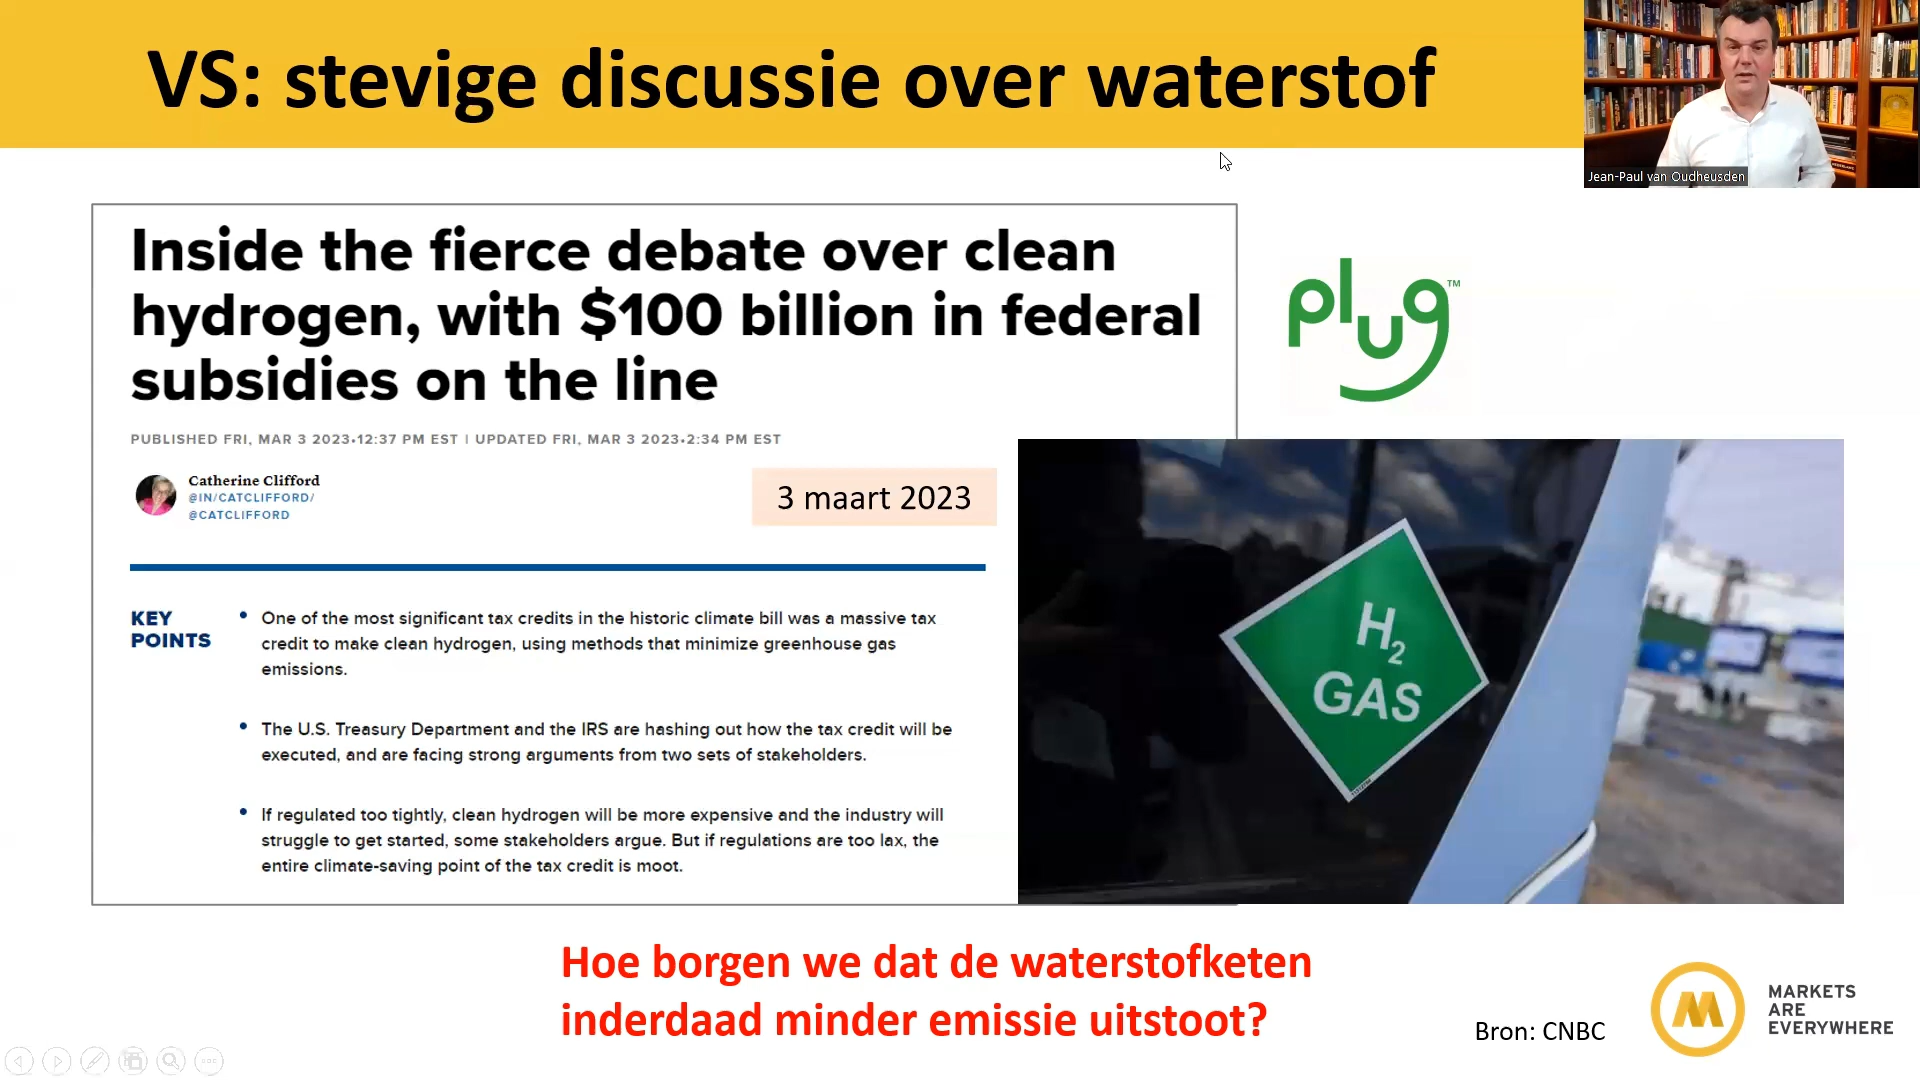 VS: stevige discussie over waterstof
Jean-Paul van Oudheusden
Inside the fierce debate over clean
hydrogen, with $100 billion in federal
subsidies on the line
PUBLISHED FRI, MAR 3 2023•12:37 PM EST | UPDATED FRI, MAR 3 2023•2:34 PM EST
Catherine Clifford
@IN/CATCLIFFORD/
@CATCLIFFORD
3 maart 2023
KEY
POINTS
• One of the most significant tax credits in the historic climate bill was a massive tax
credit to make clean hydrogen, using methods that minimize greenhouse gas
emissions.
• The U.S. Treasury Department and the IRS are hashing out how the tax credit will be
executed, and are facing strong arguments from two sets of stakeholders.
• If regulated too tightly, clean hydrogen will be more expensive and the industry will
struggle to get started, some stakeholders argue. But if regulations are too lax, the
entire climate-saving point of the tax credit is moot.
plug™
H₂
GAS
Hoe borgen we dat de waterstofketen
inderdaad minder emissie uitstoot?
Bron: CNBC
MARKETS
ARE
EVERYWHERE